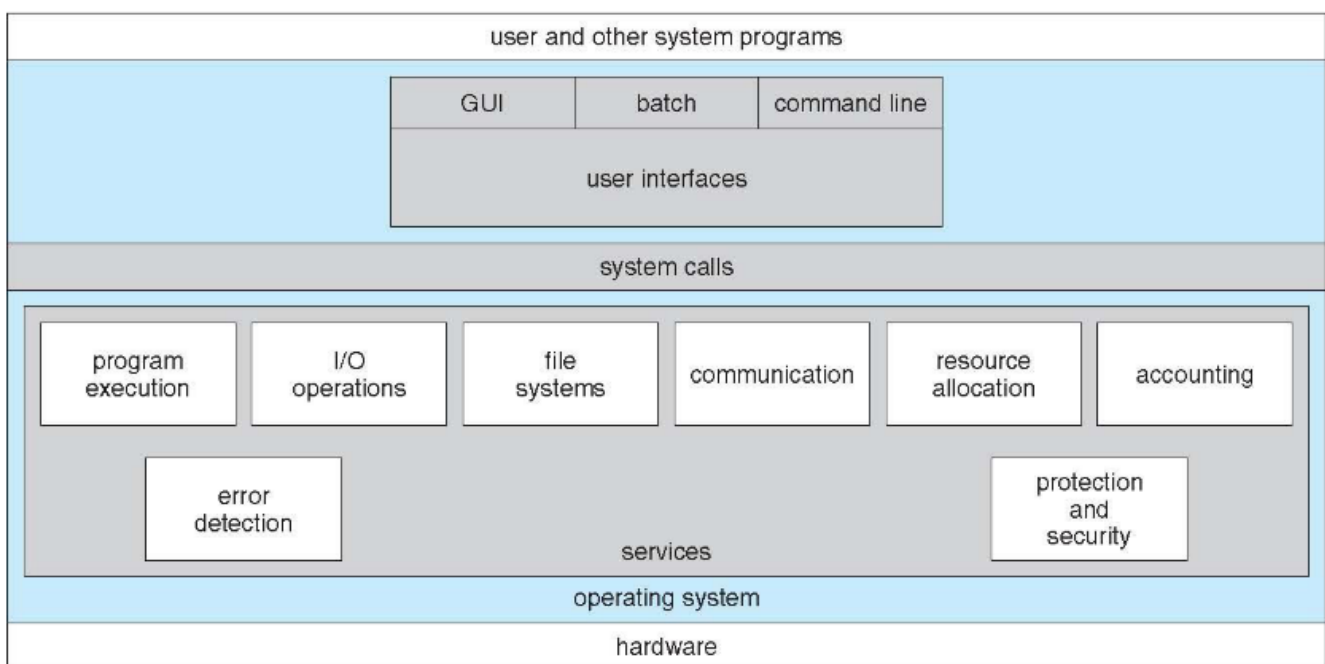 user and other system programs
GUI
batch
command line
user interfaces
system calls
program
execution
I/O
operations
file
systems
communication
resource
allocation
accounting
error
detection
protection
and
security
services
operating system
hardware